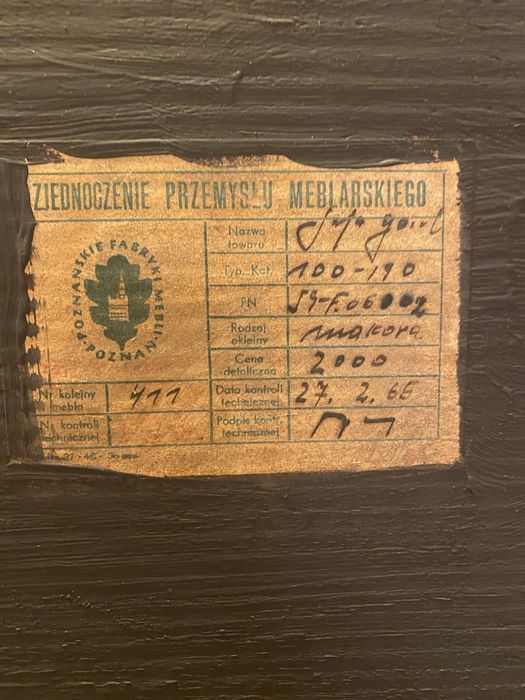 ZJEDNOCZENIE PRZEMYSŁU MEBLARSKIEGO
POZNAŃSKIE FABRYKI MEBLI
POZNAŃ
Nazwa towaru
Typ. Kat. 100-190
PN
Rodzaj okleiny makore
Cena detaliczna 2000
Nr kolejny mebla 411
Data kontroli technicznej 27. 2. 66
Nr kontroli technicznej
Podpis kontr. technicznej